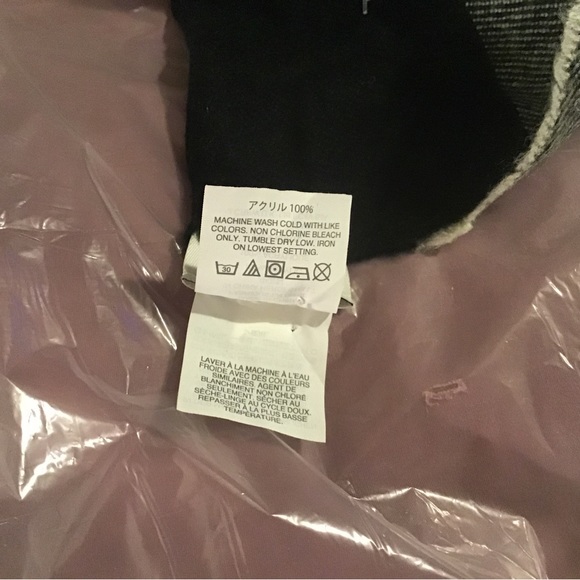 アクリル 100%
MACHINE WASH COLD WITH LIKE
COLORS. NON CHLORINE BLEACH
ONLY. TUMBLE DRY LOW. IRON
ON LOWEST SETTING.
30
LAVER À LA MACHINE À L'EAU
FROIDE AVEC DES COULEURS
SIMILAIRES. AGENT DE
BLANCHIMENT NON CHLORÉ
SEULEMENT. SÉCHER AU
SÈCHE-LINGE AU CYCLE DOUX.
REPASSER À LA PLUS BASSE
TEMPÉRATURE.